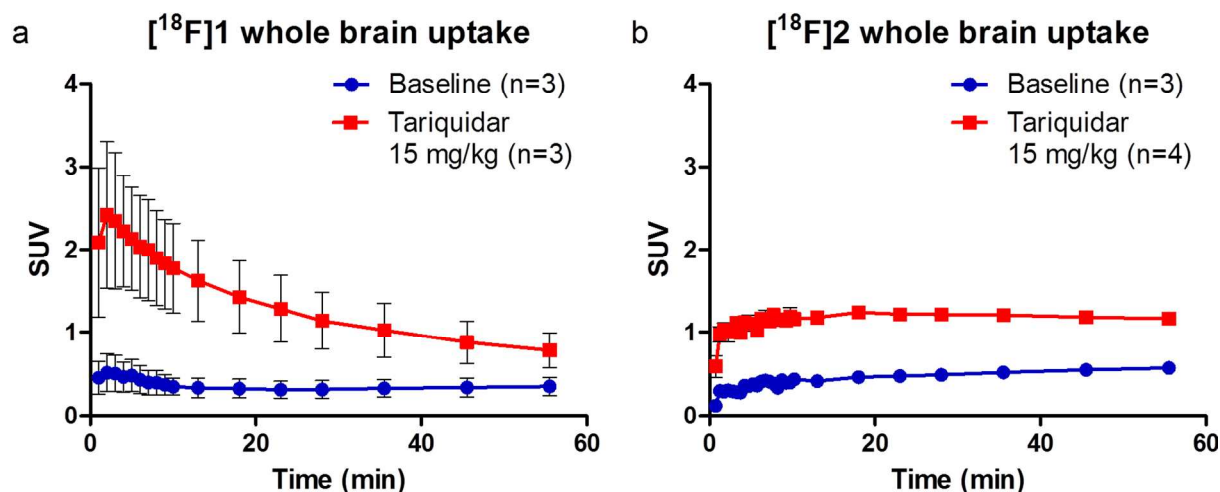 a
[¹⁸F]1 whole brain uptake
Baseline (n=3)
Tariquidar
15 mg/kg (n=3)
SUV
4
3
2
1
0
0
20
40
60
Time (min)
b
[¹⁸F]2 whole brain uptake
Baseline (n=3)
Tariquidar
15 mg/kg (n=4)
SUV
4
3
2
1
0
0
20
40
60
Time (min)